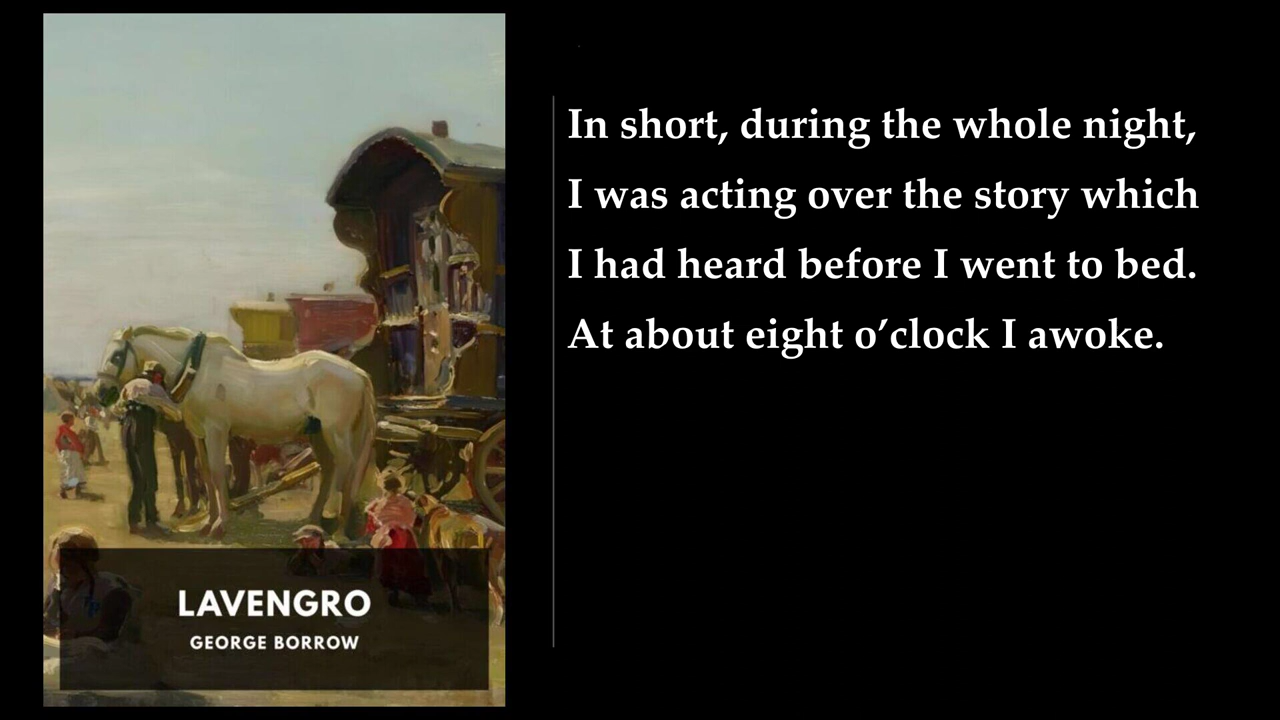 LAVENGRO
GEORGE BORROW
In short, during the whole night,
I was acting over the story which
I had heard before I went to bed.
At about eight o’clock I awoke.